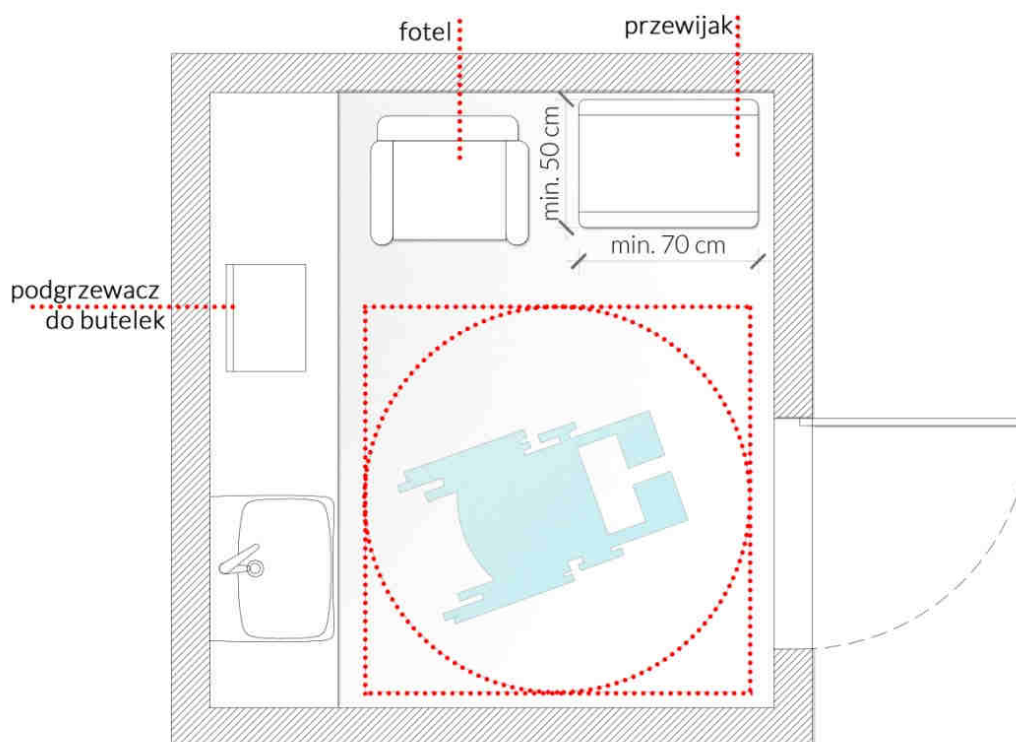 fotel
przewijak
min. 50 cm
min. 70 cm
podgrzewacz
do butelek